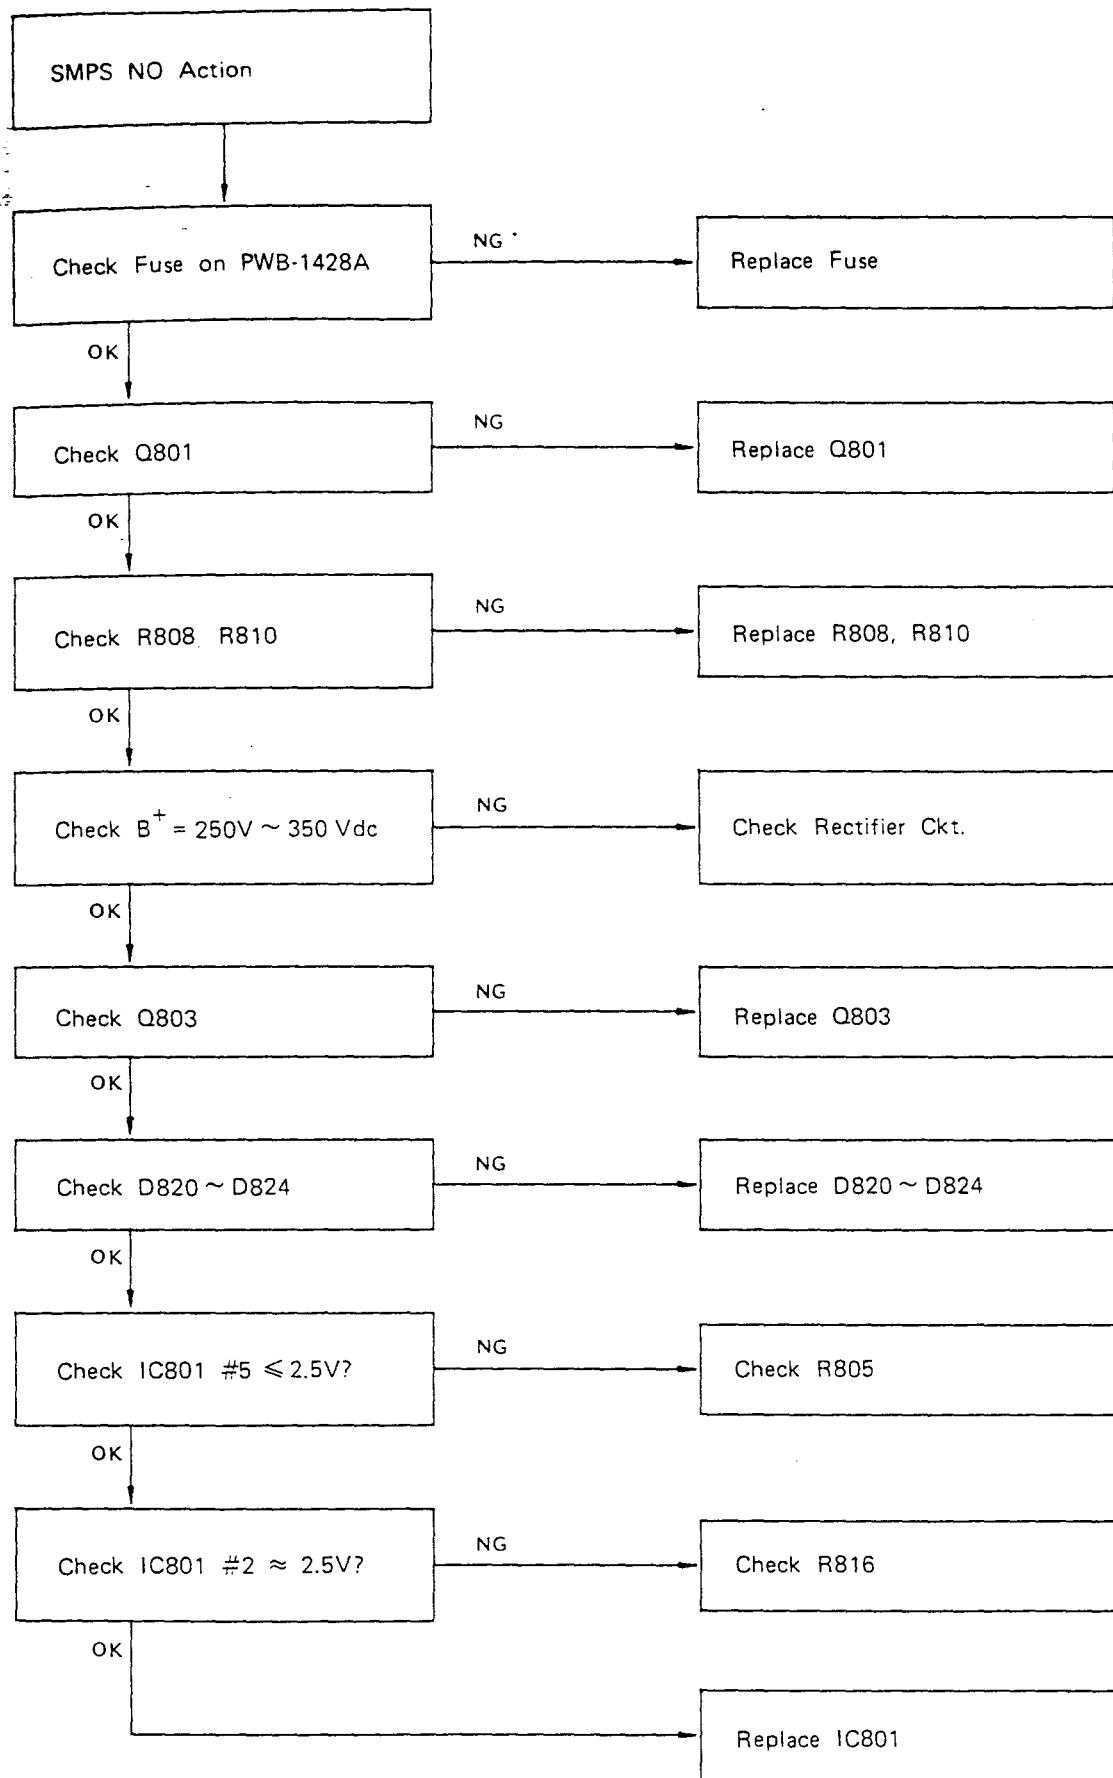 SMPS NO Action
Check Fuse on PWB-1428A
NG
Replace Fuse
OK
Check Q801
NG
Replace Q801
OK
Check R808 R810
NG
Replace R808, R810
OK
Check B+ = 250V ~ 350 Vdc
NG
Check Rectifier Ckt.
OK
Check Q803
NG
Replace Q803
OK
Check D820 ~ D824
NG
Replace D820 ~ D824
OK
Check IC801 #5 ⩽ 2.5V?
NG
Check R805
OK
Check IC801 #2 ≈ 2.5V?
NG
Check R816
OK
Replace IC801